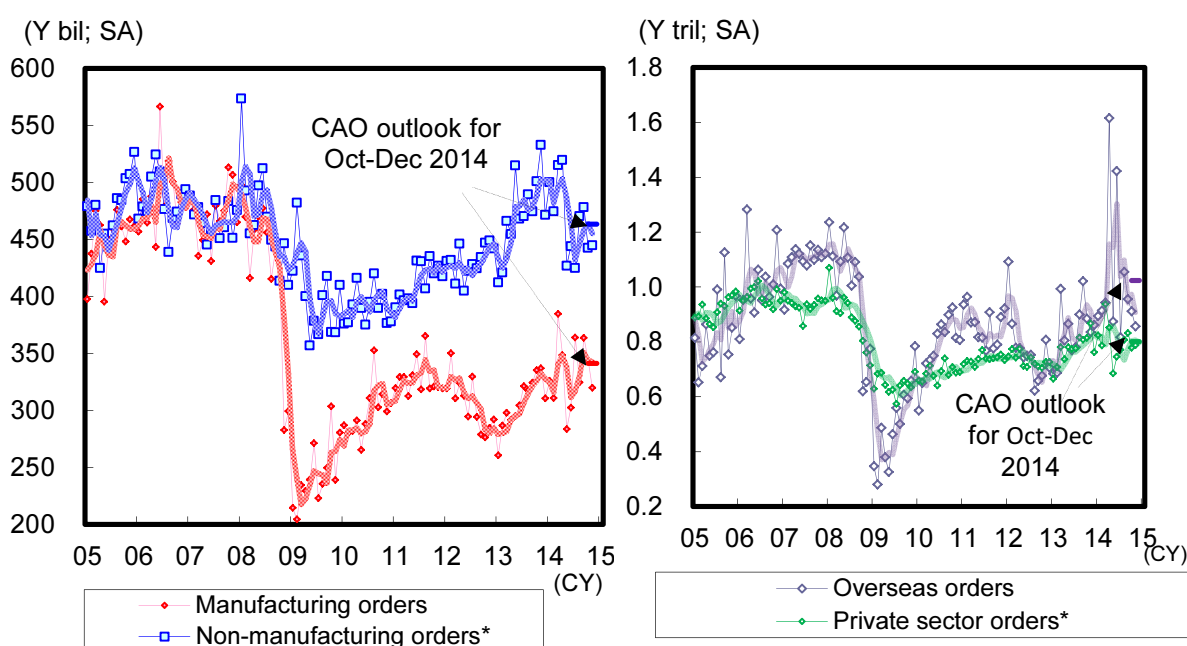 (Y bil; SA)
600
550
500
450
400
350
300
250
200
CAO outlook for
Oct-Dec 2014
05 06 07 08 09 10 11 12 13 14 15
(CY)
Manufacturing orders
Non-manufacturing orders*
(Y tril; SA)
1.8
1.6
1.4
1.2
1.0
0.8
0.6
0.4
0.2
CAO outlook
for Oct-Dec
2014
05 06 07 08 09 10 11 12 13 14 15
(CY)
Overseas orders
Private sector orders*